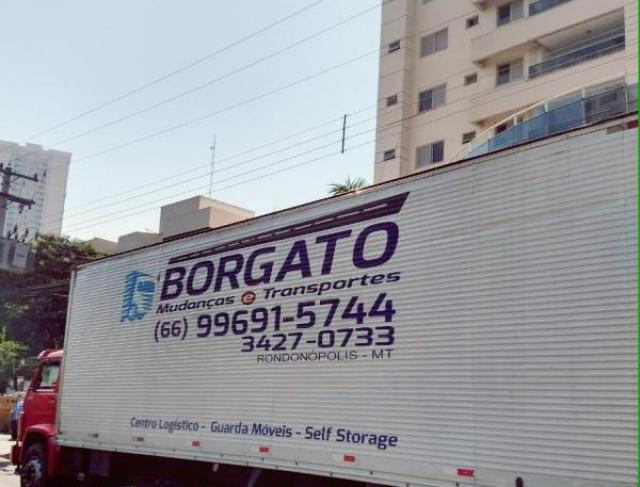 BORGATO
Mudanças e Transportes
(66) 99691-5744
3427-0733
RONDONÓPOLIS - MT
Centro Logístico - Guarda Móveis - Self Storage